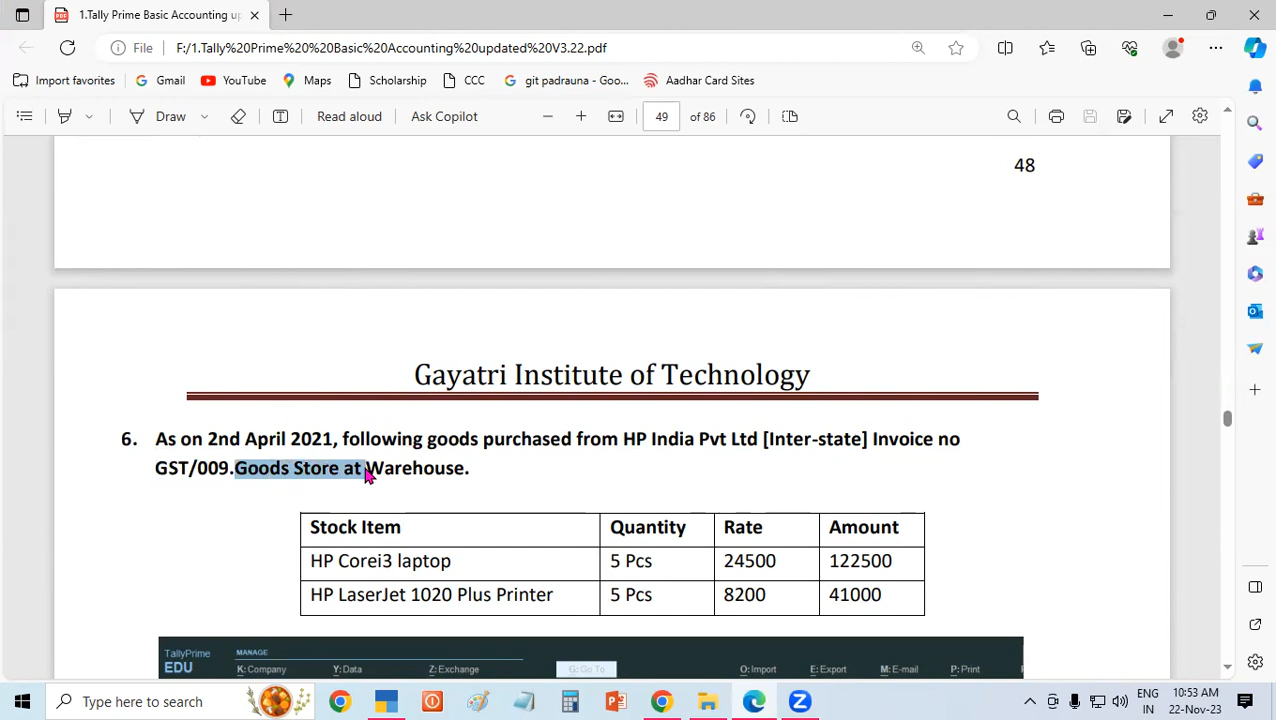 1.Tally Prime Basic Accounting up
File
F:/1.Tally%20Prime%20%20Basic%20Accounting%20updated%20V3.22.pdf
Import favorites
Gmail
YouTube
Maps
Scholarship
CCC
git padrauna - Goo...
Aadhar Card Sites
Draw
Read aloud
Ask Copilot
49
of 86
48
Gayatri Institute of Technology
6. As on 2nd April 2021, following goods purchased from HP India Pvt Ltd [Inter-state] Invoice no
GST/009.Goods Store at Warehouse.
Stock Item Quantity Rate Amount
HP Corei3 laptop 5 Pcs 24500 122500
HP LaserJet 1020 Plus Printer 5 Pcs 8200 41000
TallyPrime MANAGE
EDU K:Company Y:Data Z:Exchange G: Go To O:Import E:Export M:E-mail P:Print
Type here to search
ENG 10:53 AM
IN 22-Nov-23